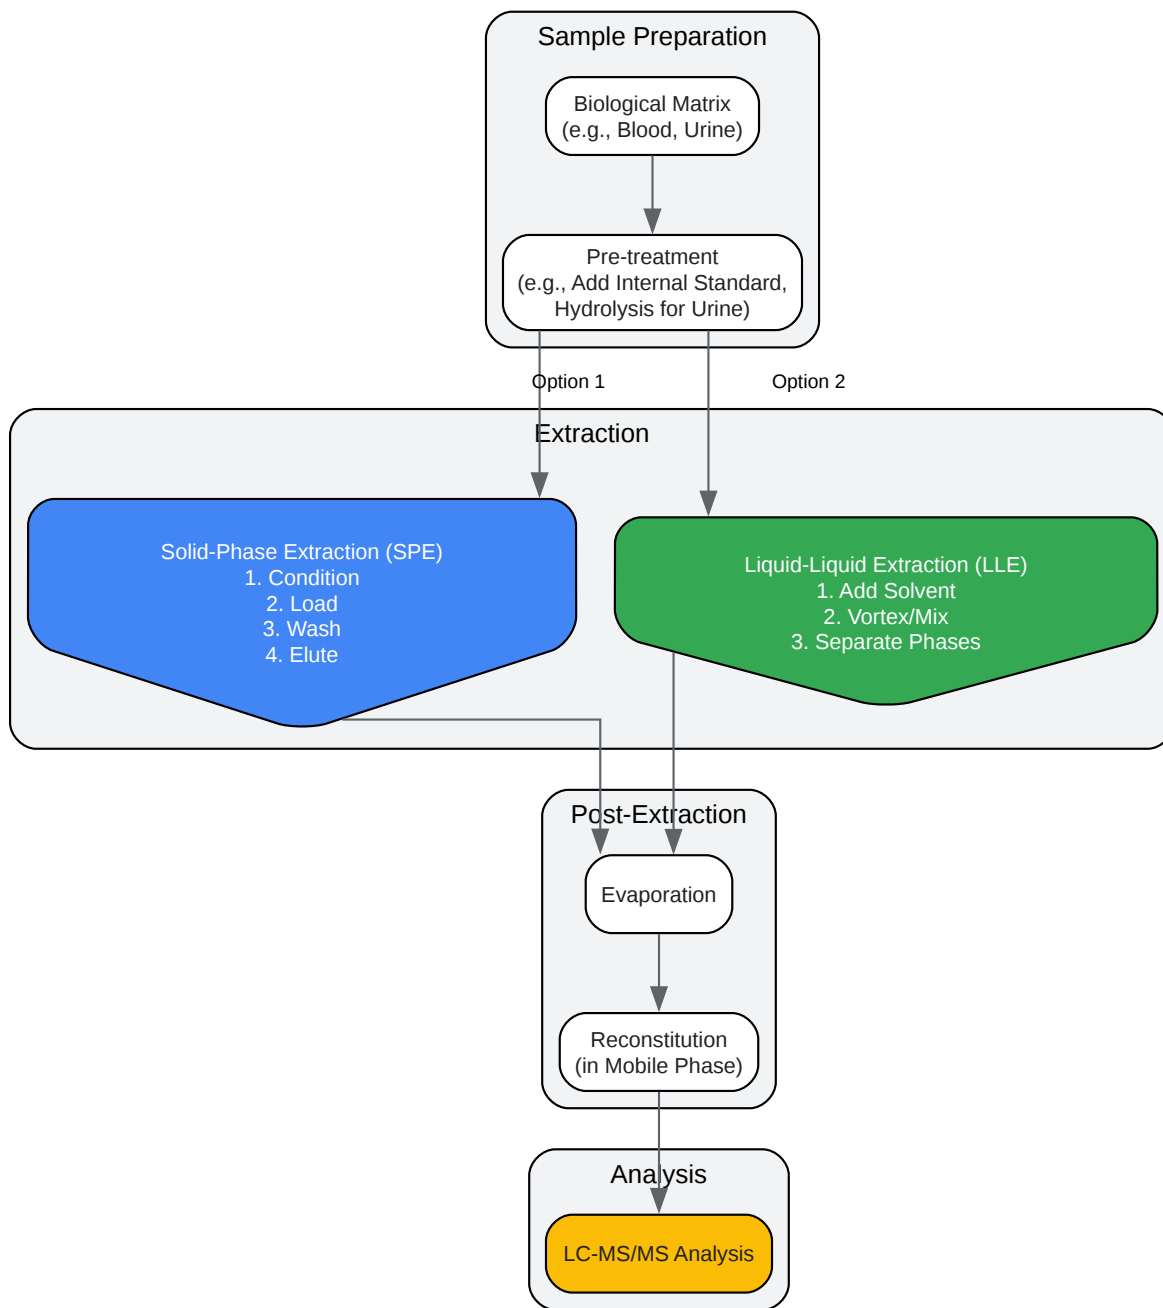 Sample Preparation
Biological Matrix
(e.g., Blood, Urine)
Pre-treatment
(e.g., Add Internal Standard,
Hydrolysis for Urine)
Option 1
Option 2
Extraction
Solid-Phase Extraction (SPE)
1. Condition
2. Load
3. Wash
4. Elute
Liquid-Liquid Extraction (LLE)
1. Add Solvent
2. Vortex/Mix
3. Separate Phases
Post-Extraction
Evaporation
Reconstitution
(in Mobile Phase)
Analysis
LC-MS/MS Analysis